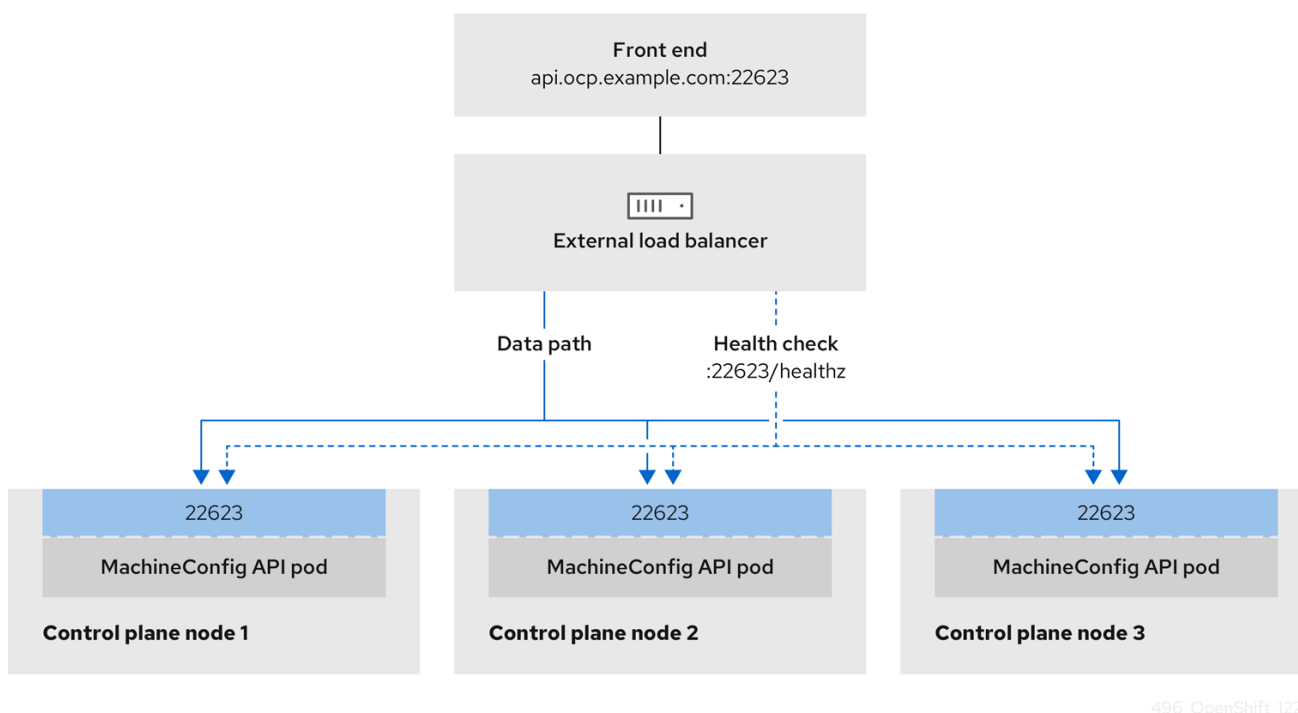 Front end
api.ocp.example.com:22623
External load balancer
Data path
Health check
:22623/healthz
22623
22623
22623
MachineConfig API pod
MachineConfig API pod
MachineConfig API pod
Control plane node 1
Control plane node 2
Control plane node 3
496_OpenShift_122